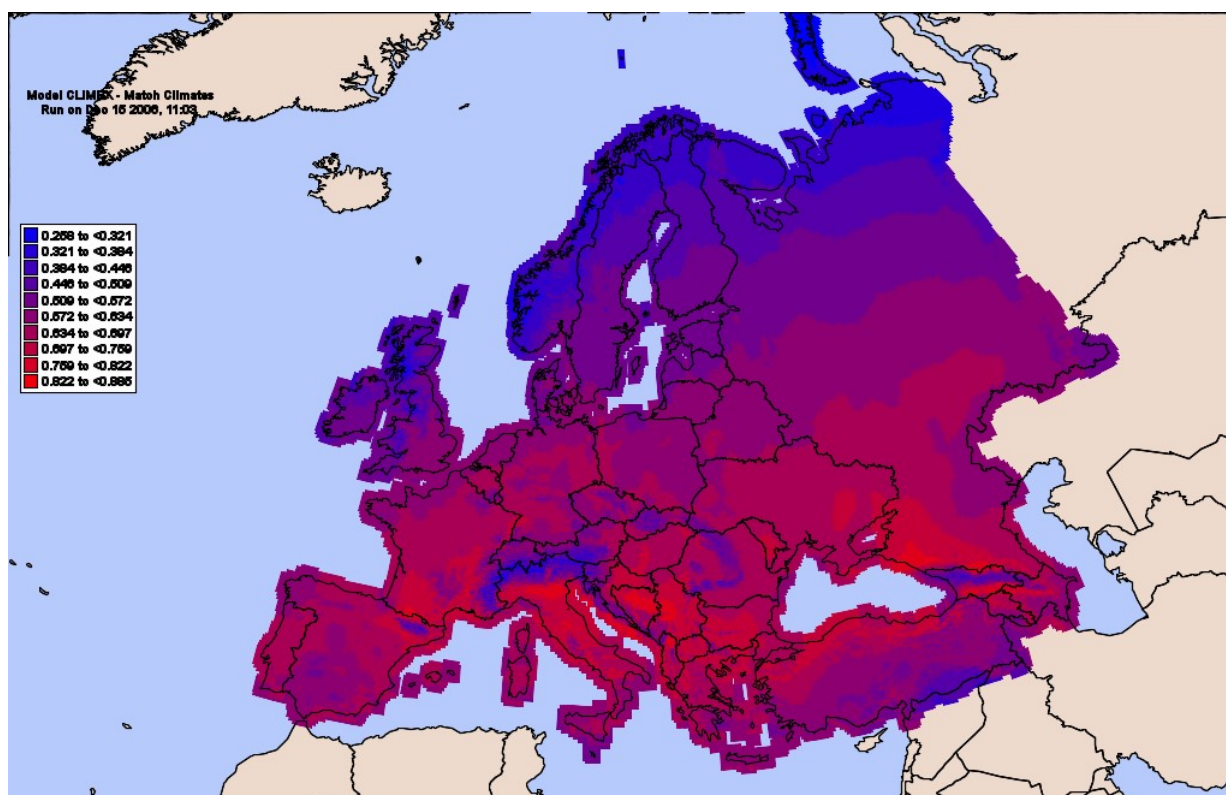 Model CLIMEX - Match Climates
Run on Dec 15 2006, 11:03
0.258 to <0.321
0.321 to <0.384
0.384 to <0.446
0.446 to <0.509
0.509 to <0.572
0.572 to <0.634
0.634 to <0.697
0.697 to <0.759
0.759 to <0.822
0.822 to <0.885